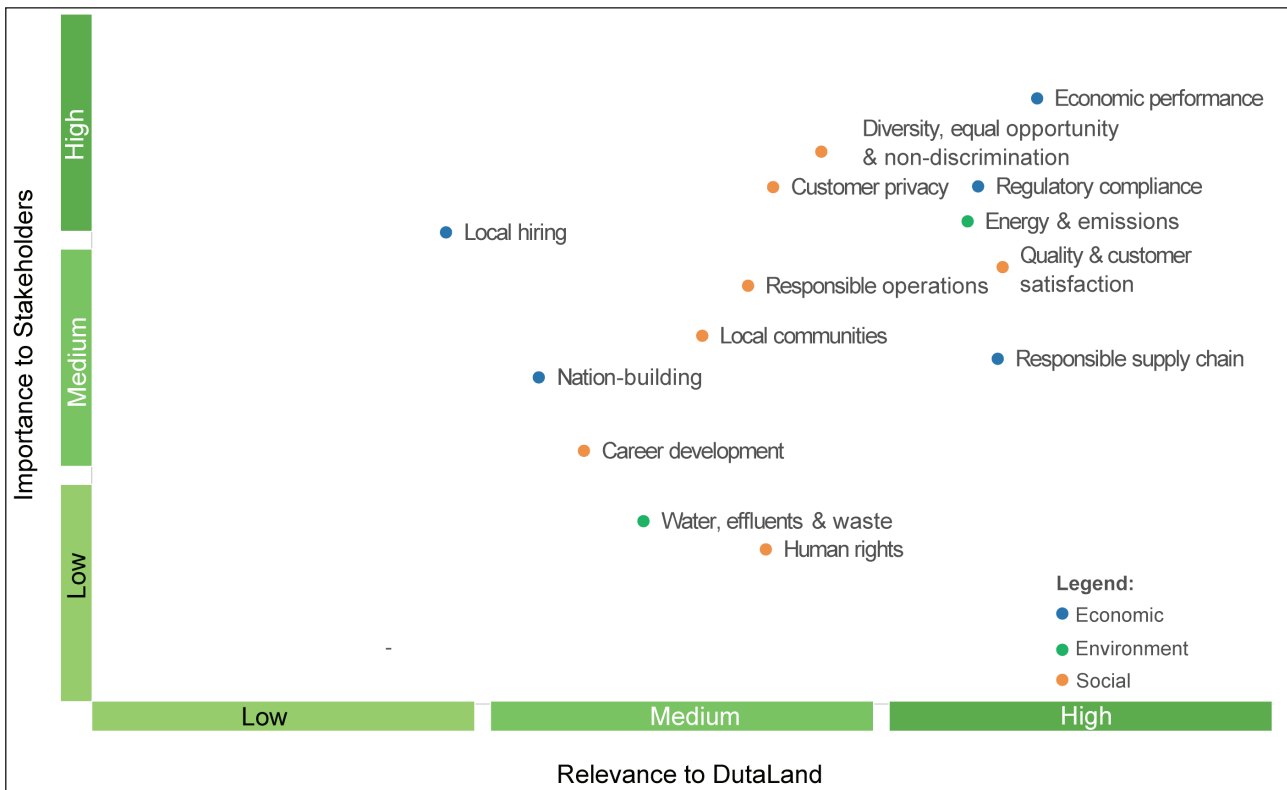 Importance to Stakeholders
High
Medium
Low
Economic performance
Diversity, equal opportunity
& non-discrimination
Customer privacy
Regulatory compliance
Energy & emissions
Local hiring
Quality & customer
satisfaction
Responsible operations
Local communities
Responsible supply chain
Nation-building
Career development
Water, effluents & waste
Human rights
Legend:
Economic
Environment
Social
-
Low
Medium
High
Relevance to DutaLand